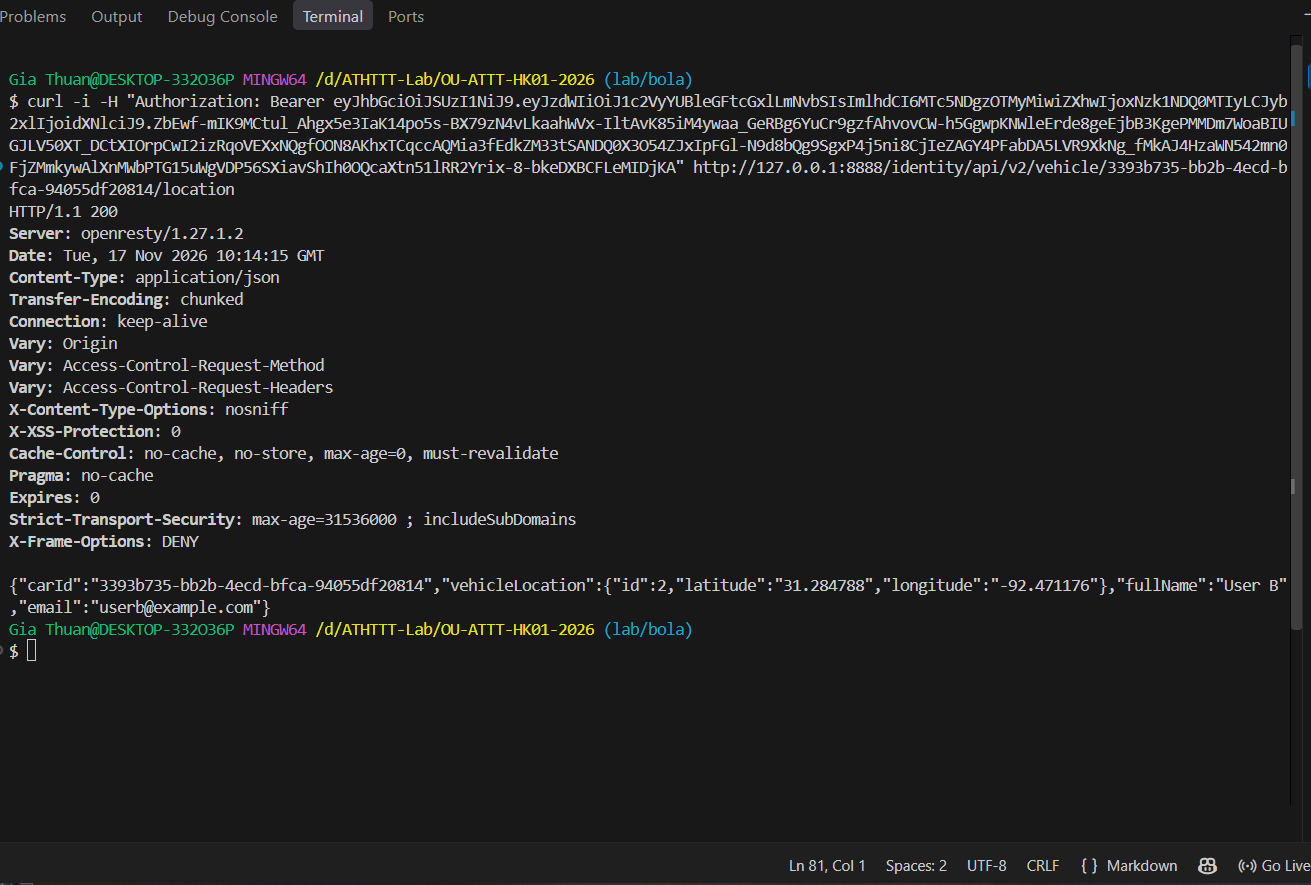 Problems Output Debug Console Terminal Ports
Gia Thuan@DESKTOP-332O36P MINGW64 /d/ATHTTT-Lab/OU-ATTT-HK01-2026 (lab/bola)
$ curl -i -H "Authorization: Bearer eyJhbGciOiJSUzI1NiJ9.eyJzdWIiOiJ1c2VyYUBleGFtcGxlLmNvbSIsImlhdCI6MTc5NDgzOTMyMiwiZXhwIjoxNzk1NDQ0MTIyLCJyb
2xlIjoidXNlciJ9.ZbEwf-mIK9MCtul_Ahgx5e3IaK14po5s-BX79zN4vLkaahWVx-IltAvK85iM4ywaa_GeRBg6YuCr9gzfAhvovCW-h5GgwpKNWleErde8geEjbB3KgePMMDm7WoaBIU
GJLV50XT_DCtXIOrpCwI2izRqoVEXxNQgfOON8AKhxTCqccAQMia3fEdkZM33tSANDQ0X3O54ZJxIpFGl-N9d8bQg9SgxP4j5ni8CjIeZAGY4PFabDA5LVR9XkNg_fMkAJ4HzaWN542mn0
FjZMmkywAlXnMWbPTG15uWgVDP56SXiavShIh0OQcaXtn51lRR2Yrix-8-bkeDXBCFLeMIDjKA" http://127.0.0.1:8888/identity/api/v2/vehicle/3393b735-bb2b-4ecd-b
fca-94055df20814/location
HTTP/1.1 200
Server: openresty/1.27.1.2
Date: Tue, 17 Nov 2026 10:14:15 GMT
Content-Type: application/json
Transfer-Encoding: chunked
Connection: keep-alive
Vary: Origin
Vary: Access-Control-Request-Method
Vary: Access-Control-Request-Headers
X-Content-Type-Options: nosniff
X-XSS-Protection: 0
Cache-Control: no-cache, no-store, max-age=0, must-revalidate
Pragma: no-cache
Expires: 0
Strict-Transport-Security: max-age=31536000 ; includeSubDomains
X-Frame-Options: DENY
{"carId":"3393b735-bb2b-4ecd-bfca-94055df20814","vehicleLocation":{"id":2,"latitude":"31.284788","longitude":"-92.471176"},"fullName":"User B"
,"email":"userb@example.com"}
Gia Thuan@DESKTOP-332O36P MINGW64 /d/ATHTTT-Lab/OU-ATTT-HK01-2026 (lab/bola)
$
Ln 81, Col 1 Spaces: 2 UTF-8 CRLF { } Markdown Go Live